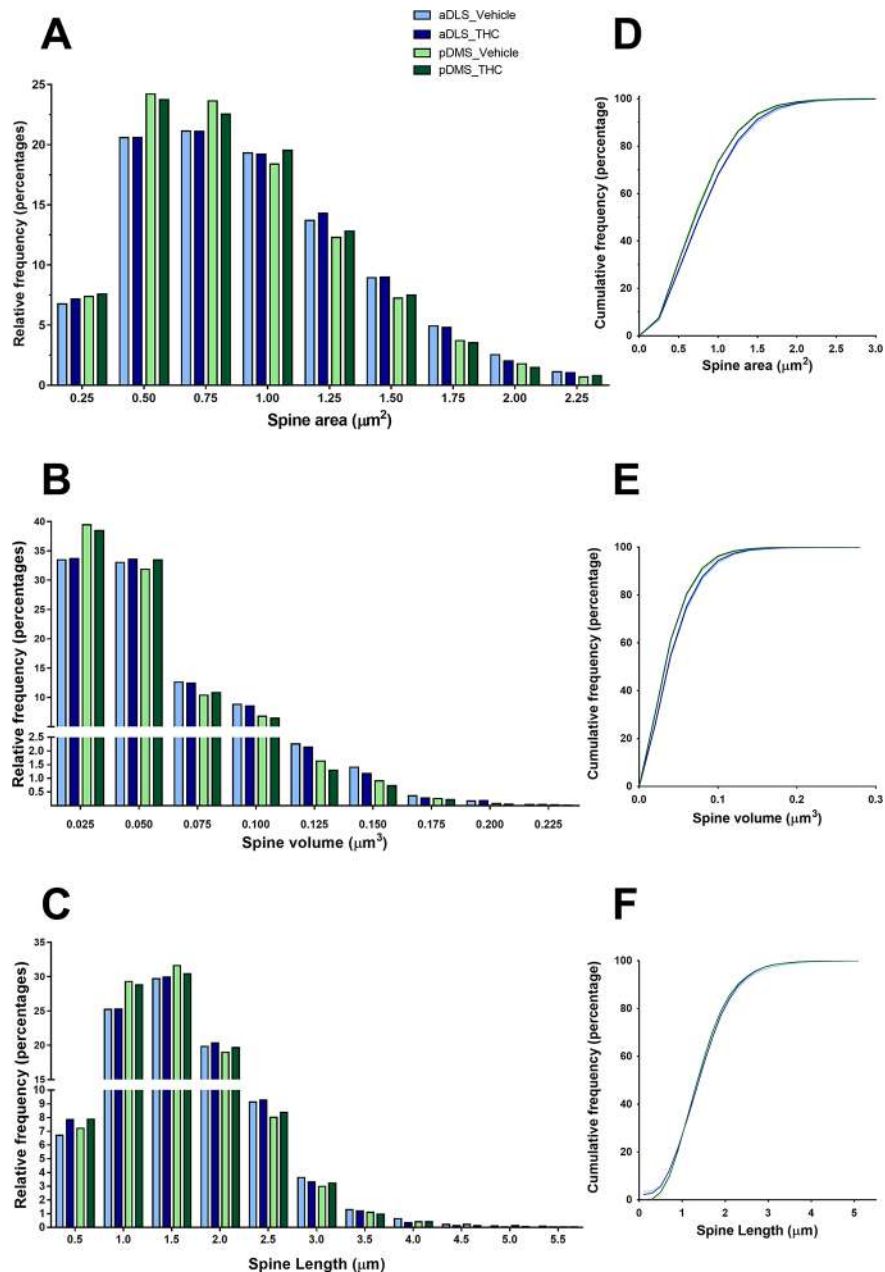 A
aDLS_Vehicle
aDLS_THC
pDMS_Vehicle
pDMS_THC
D
Relative frequency (percentages)
25
20
15
10
5
0
0.25 0.50 0.75 1.00 1.25 1.50 1.75 2.00 2.25
Spine area (μm²)
Cumulative frequency (percentage)
100
80
60
40
20
0
0.0 0.5 1.0 1.5 2.0 2.5 3.0
Spine area (μm²)
B
Relative frequency (percentages)
40
35
30
25
20
15
10
2.5
2.0
1.5
1.0
0.5
0.025 0.050 0.075 0.100 0.125 0.150 0.175 0.200 0.225
Spine volume (μm³)
E
Cumulative frequency (percentage)
100
80
60
40
20
0
0.0 0.1 0.2 0.3
Spine volume (μm³)
C
Relative frequency (percentages)
35
30
25
20
15
10
9
8
7
6
5
4
3
2
1
0
0.5 1.0 1.5 2.0 2.5 3.0 3.5 4.0 4.5 5.0 5.5
Spine Length (μm)
F
Cumulative frequency (percentage)
100
80
60
40
20
0
0 1 2 3 4 5
Spine Length (μm)